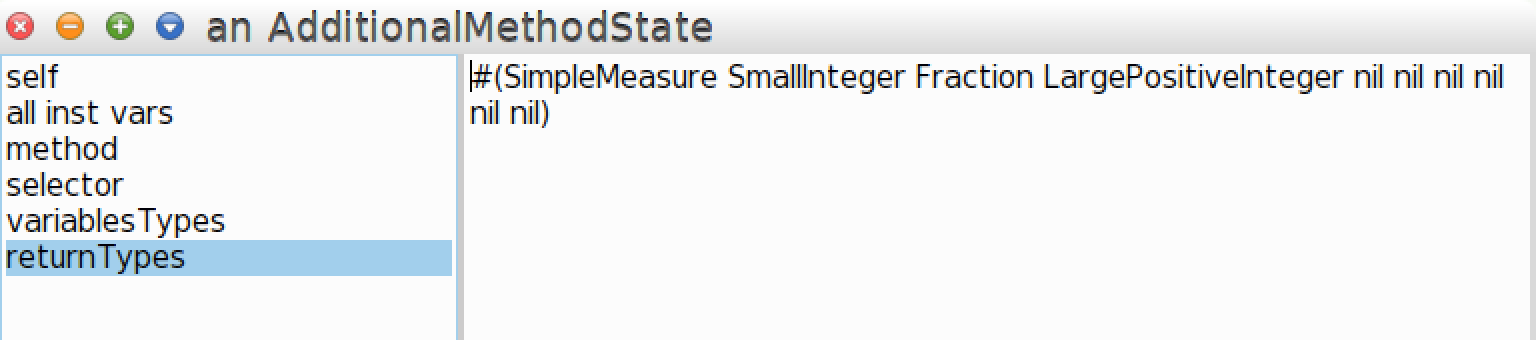 an AdditionalMethodState
self
all inst vars
method
selector
variablesTypes
returnTypes
#(SimpleMeasure SmallInteger Fraction LargePositiveInteger nil nil nil nil
nil nil)